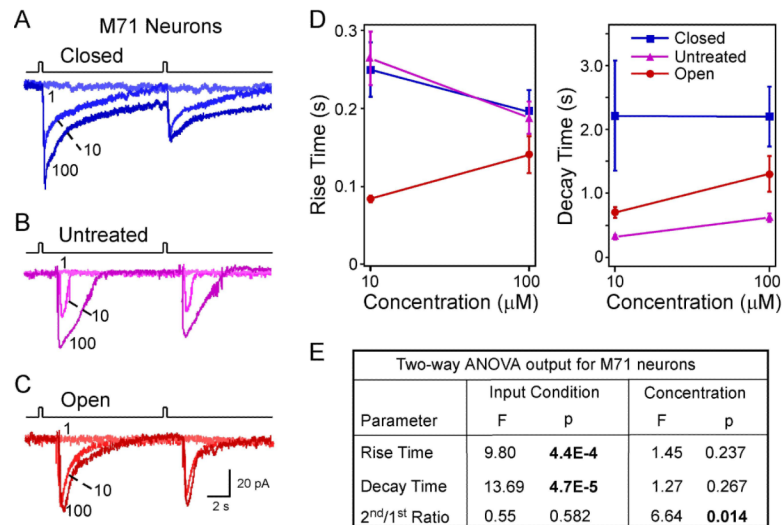 A
M71 Neurons
Closed
1
10
100
B
Untreated
1
10
100
C
Open
1
10
100
20 pA
2 s
D
0.3
0.2
0.1
0
Rise Time (s)
10
100
Concentration (μM)
Closed
Untreated
Open
3.0
2.0
1.0
0
Decay Time (s)
10
100
Concentration (μM)
E
Two-way ANOVA output for M71 neurons
Input Condition Concentration
Parameter F p F p
Rise Time 9.80 4.4E-4 1.45 0.237
Decay Time 13.69 4.7E-5 1.27 0.267
2nd/1st Ratio 0.55 0.582 6.64 0.014